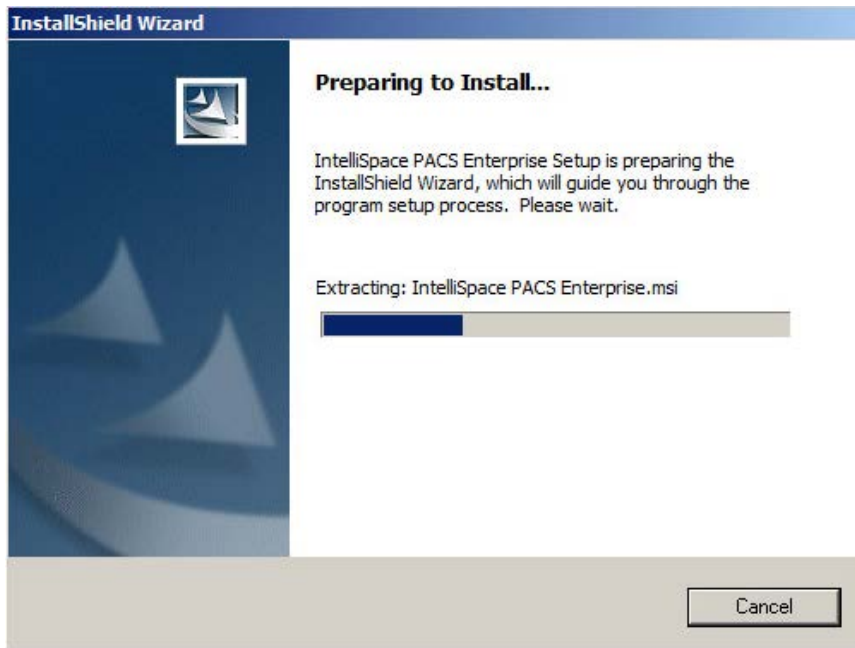 InstallShield Wizard
Preparing to Install...
IntelliSpace PACS Enterprise Setup is preparing the
InstallShield Wizard, which will guide you through the
program setup process.  Please wait.
Extracting: IntelliSpace PACS Enterprise.msi
Cancel